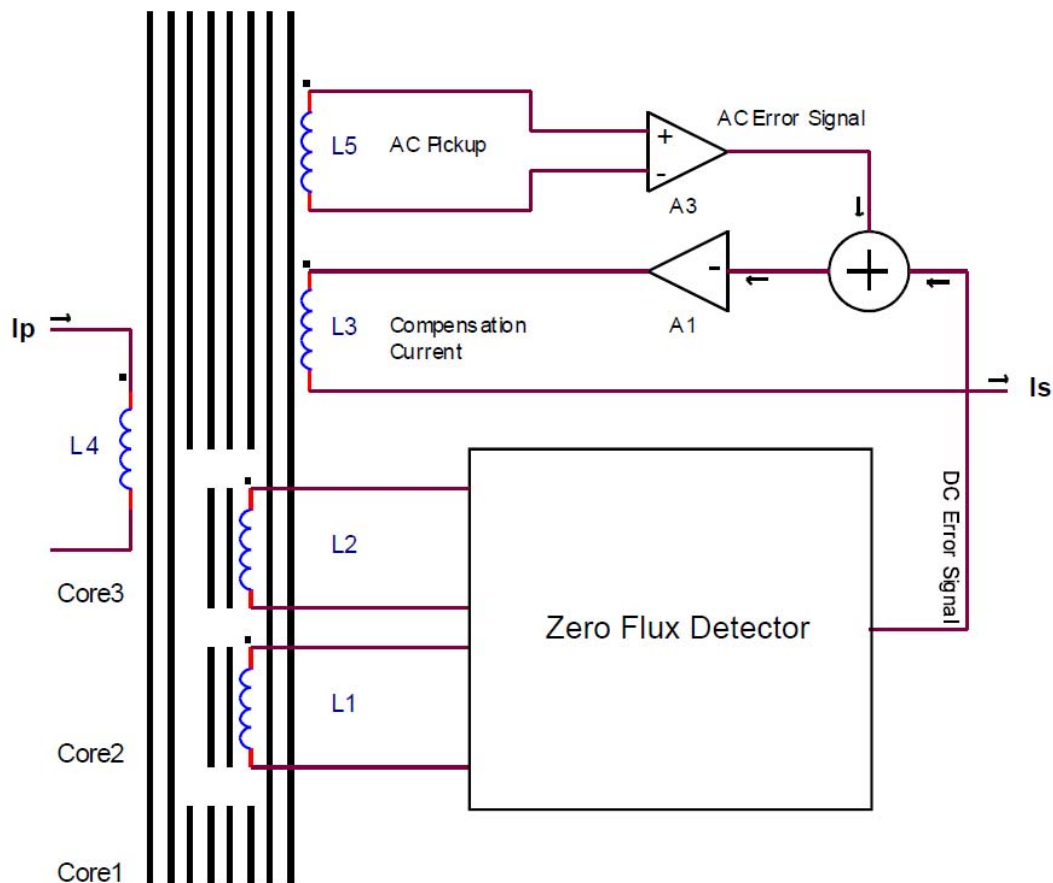 L5
AC Pickup
+
-
A3
AC Error Signal
+
-
A1
L3
Compensation
Current
Ip
Is
L4
L2
L1
Zero Flux Detector
DC Error Signal
Core3
Core2
Core1